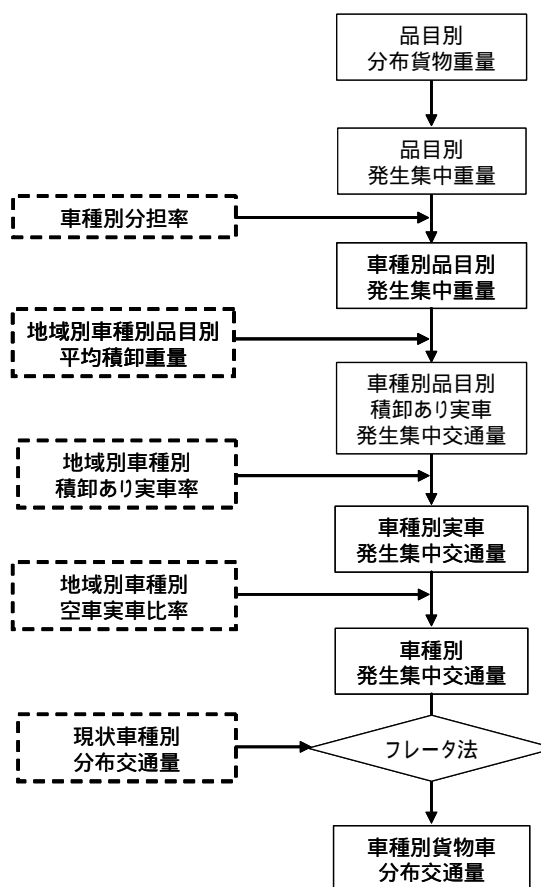 品目別
分布貨物重量
品目別
発生集中重量
車種別分担率
車種別品目別
発生集中重量
地域別車種別品目別
平均積卸重量
車種別品目別
積卸あり実車
発生集中交通量
地域別車種別
積卸あり実車率
車種別実車
発生集中交通量
地域別車種別
空車実車比率
車種別
発生集中交通量
現状車種別
分布交通量
フレータ法
車種別貨物車
分布交通量